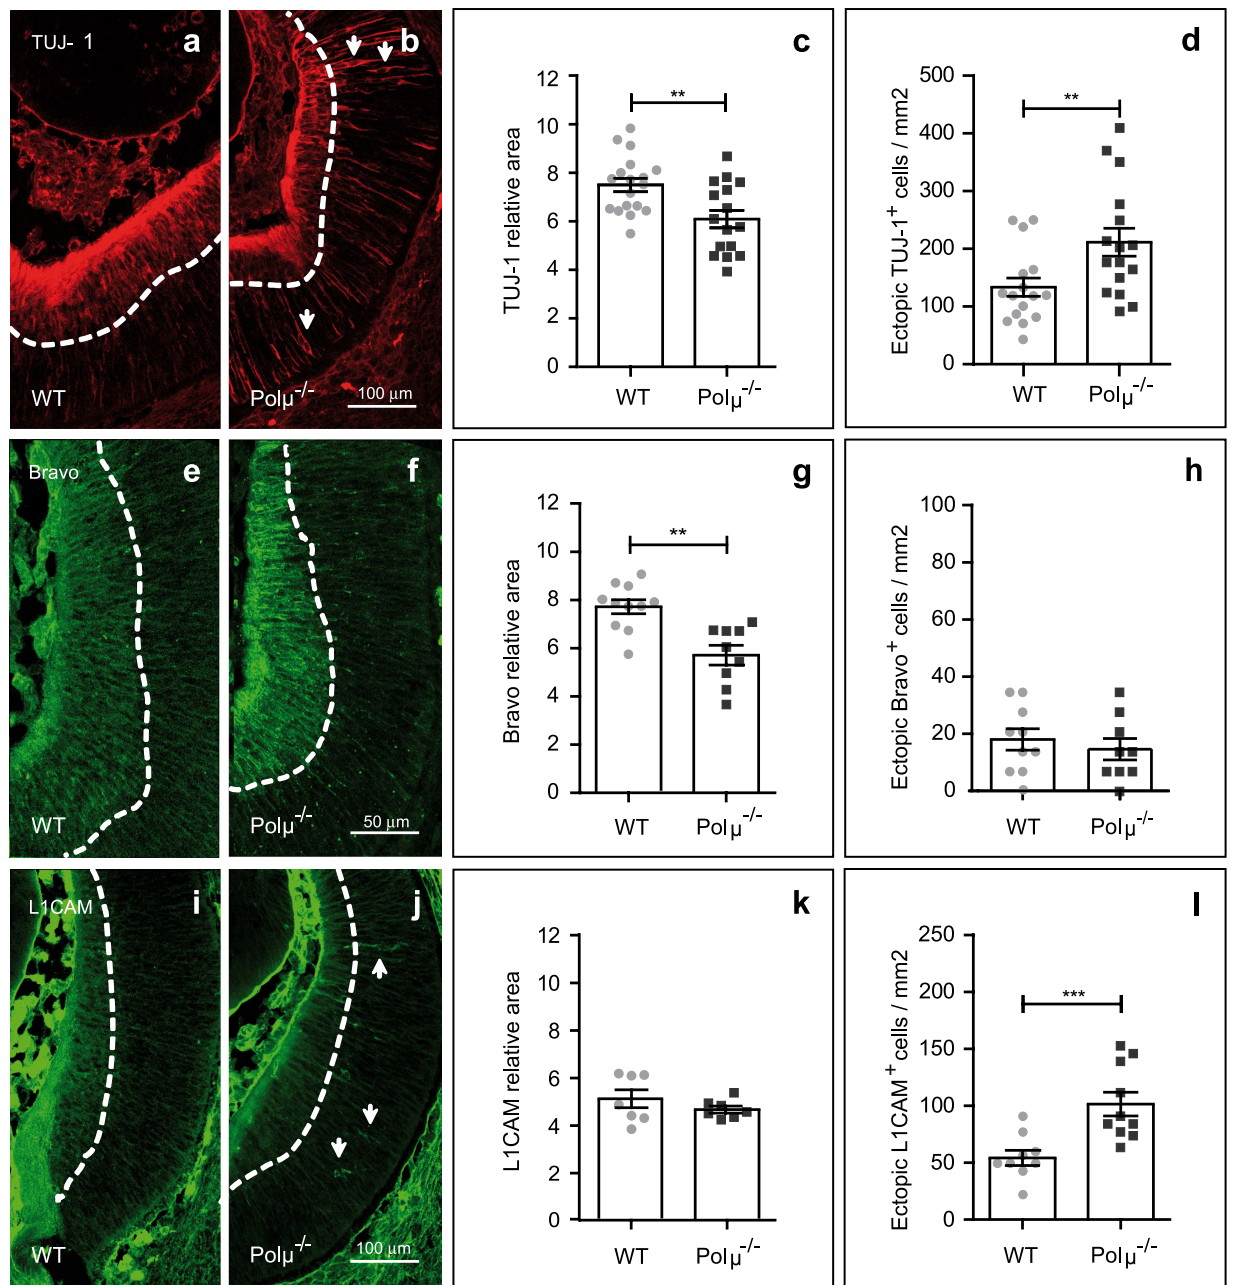 TUJ- 1
a
WT
b
Polμ-/-
100 μm
c
TUJ-1 relative area
12
10
8
6
4
2
0
**
WT
Polμ-/-
d
Ectopic TUJ-1+ cells / mm2
500
400
300
200
100
0
**
WT
Polμ-/-
Bravo
e
WT
f
Polμ-/-
50 μm
g
Bravo relative area
12
10
8
6
4
2
0
**
WT
Polμ-/-
h
Ectopic Bravo+ cells / mm2
100
80
60
40
20
0
WT
Polμ-/-
L1CAM
i
WT
j
Polμ-/-
100 μm
k
L1CAM relative area
12
10
8
6
4
2
0
WT
Polμ-/-
l
Ectopic L1CAM+ cells / mm2
250
200
150
100
50
0
***
WT
Polμ-/-